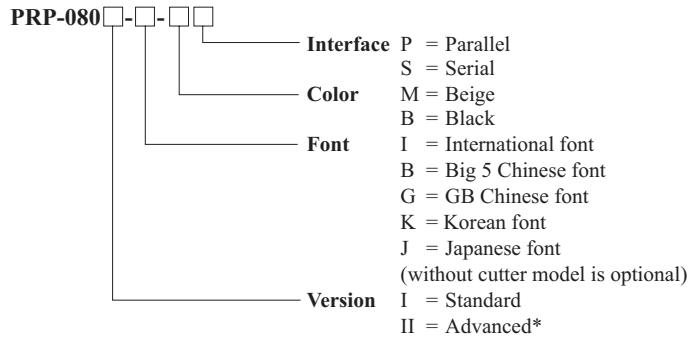 PRP-080□-□-□□
Interface P = Parallel
S = Serial
Color M = Beige
B = Black
Font I = International font
B = Big 5 Chinese font
G = GB Chinese font
K = Korean font
J = Japanese font
(without cutter model is optional)
Version I = Standard
II = Advanced*